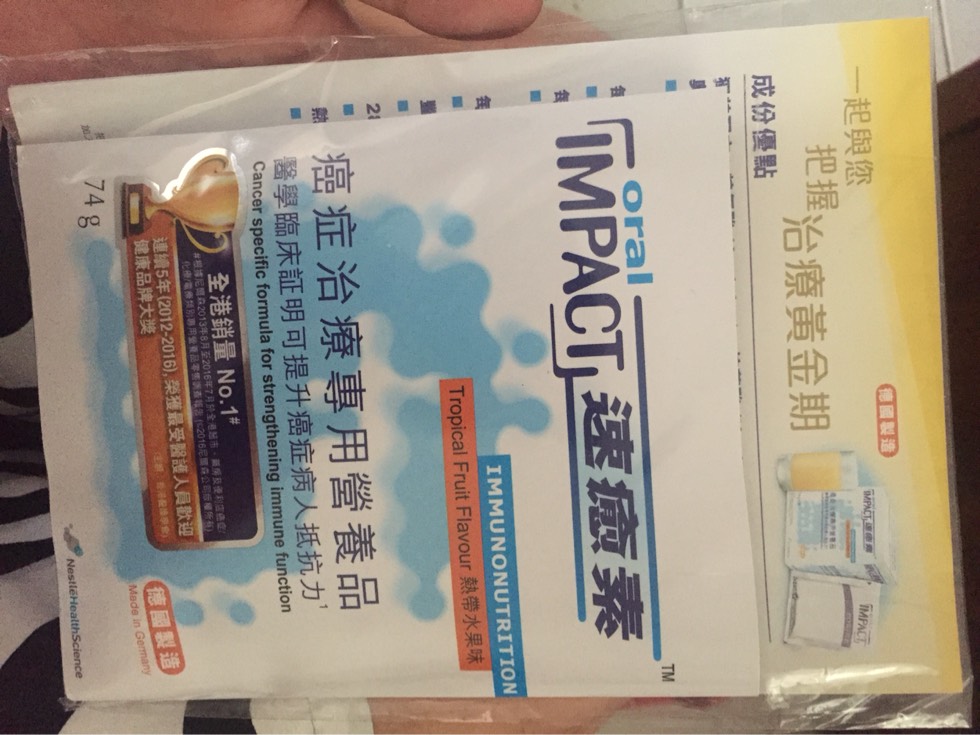 一起與您
把握治療黃金期
德國製造
成份優點
oral
IMPACT 速癒素™
IMMUNONUTRITION
Tropical Fruit Flavour 熱帶水果味
癌症治療專用營養品
醫學臨床証明可提升癌症病人抵抗力1
Cancer specific formula for strengthening immune function
全港銷量 No.1#
連續5年(2012-2016), 榮獲最受醫護人員歡迎
健康品牌大獎
74 g
德國製造
Made in Germany
NestléHealthScience